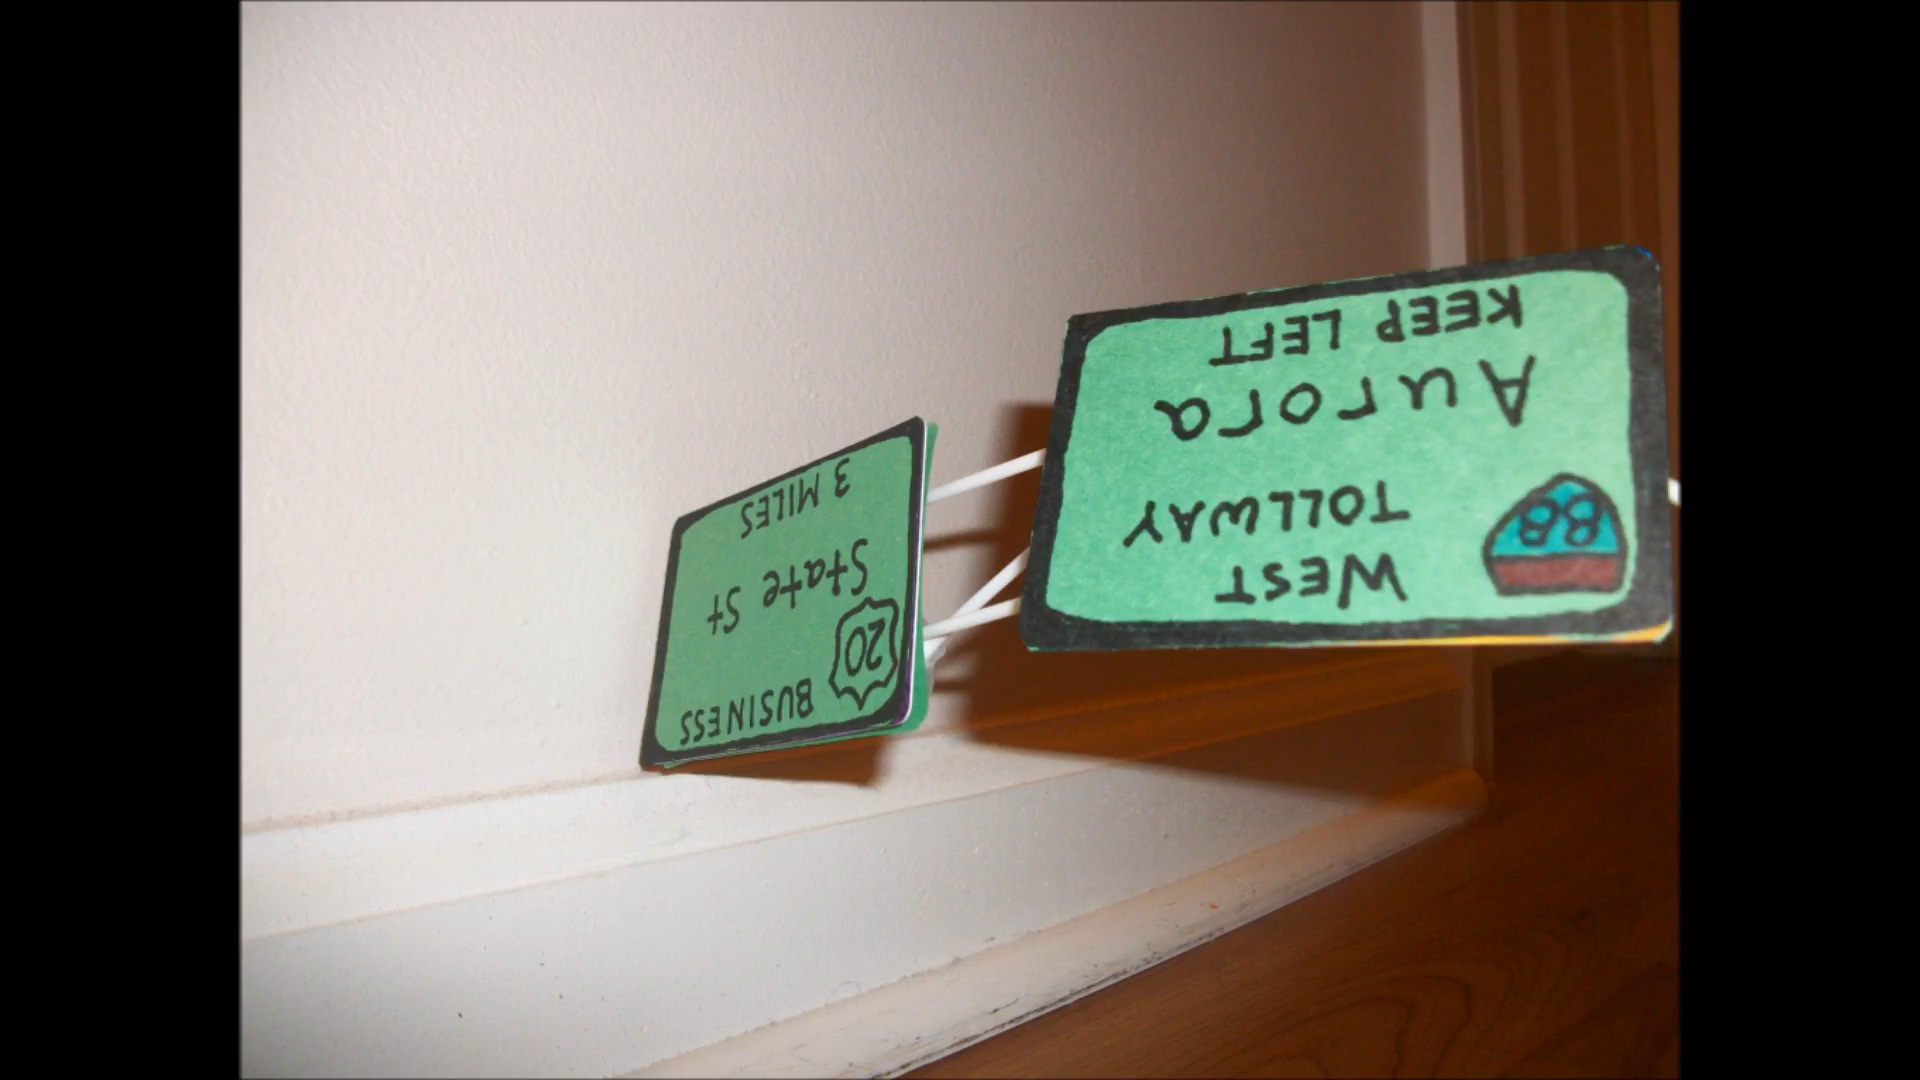 WEST
88 TOLLWAY
Aurora
KEEP LEFT
BUSINESS
20
State St
3 MILES